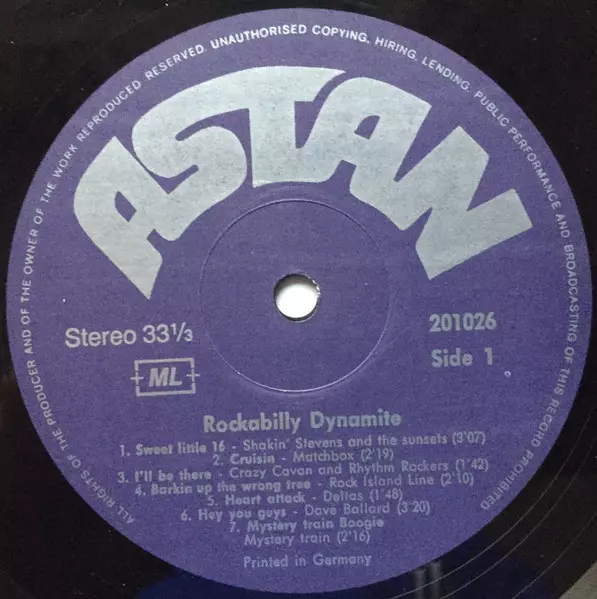 ALL RIGHTS OF THE PRODUCER AND OF THE OWNER OF THE WORK REPRODUCED RESERVED. UNAUTHORISED COPYING, HIRING, LENDING, PUBLIC PERFORMANCE AND BROADCASTING OF THIS RECORD PROHIBITED
ASTAN
Stereo 33⅓
ML
201026
Side 1
Rockabilly Dynamite
1. Sweet little 16 - Shakin' Stevens and the sunsets (3'07)
2. Cruisin - Matchbox (2'19)
3. I'll be there - Crazy Cavan and Rhythm Rockers (1'42)
4. Barkin up the wrong tree - Rock Island Line (2'10)
5. Heart attack - Deltas (1'48)
6. Hey you guys - Dave Ballard (3'20)
7. Mystery train Boogie
Mystery train (2'16)
Printed in Germany